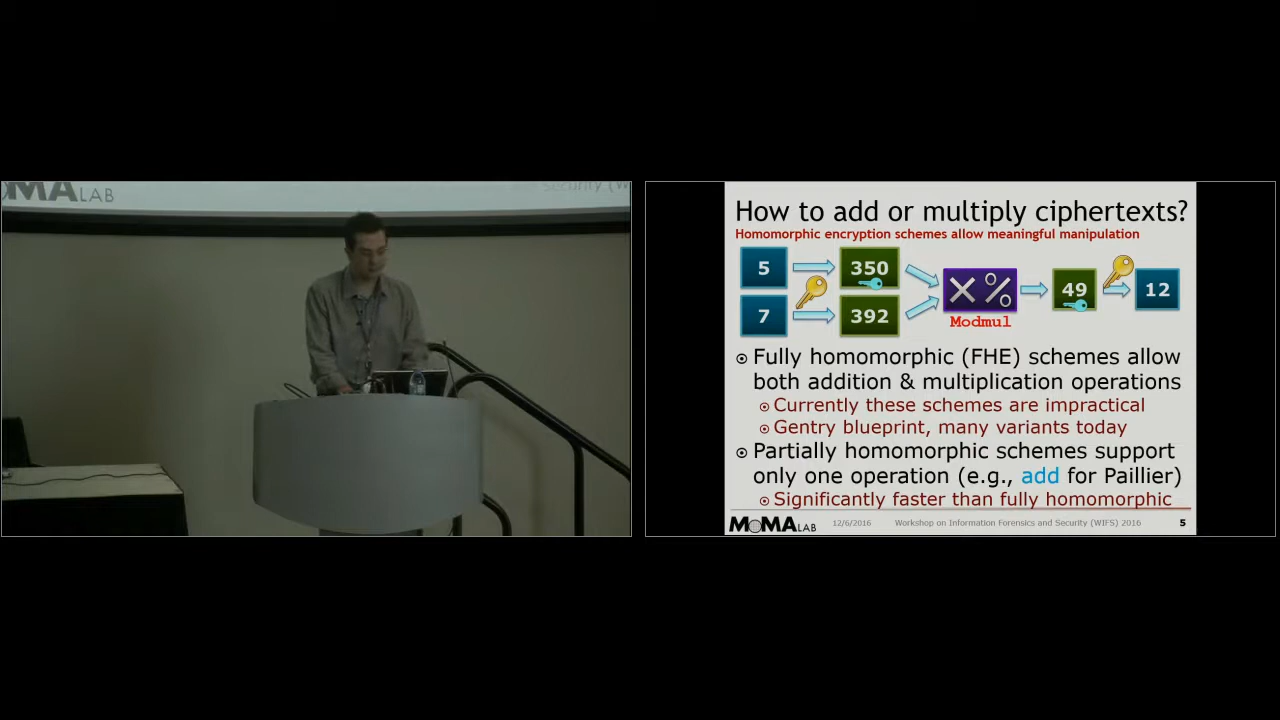 MA LAB
Security (W
How to add or multiply ciphertexts?
Homomorphic encryption schemes allow meaningful manipulation
5
350
7
392
×%
Modmul
49
12
Fully homomorphic (FHE) schemes allow
both addition & multiplication operations
Currently these schemes are impractical
Gentry blueprint, many variants today
Partially homomorphic schemes support
only one operation (e.g., add for Paillier)
Significantly faster than fully homomorphic
MoMALAB
12/6/2016
Workshop on Information Forensics and Security (WIFS) 2016
5